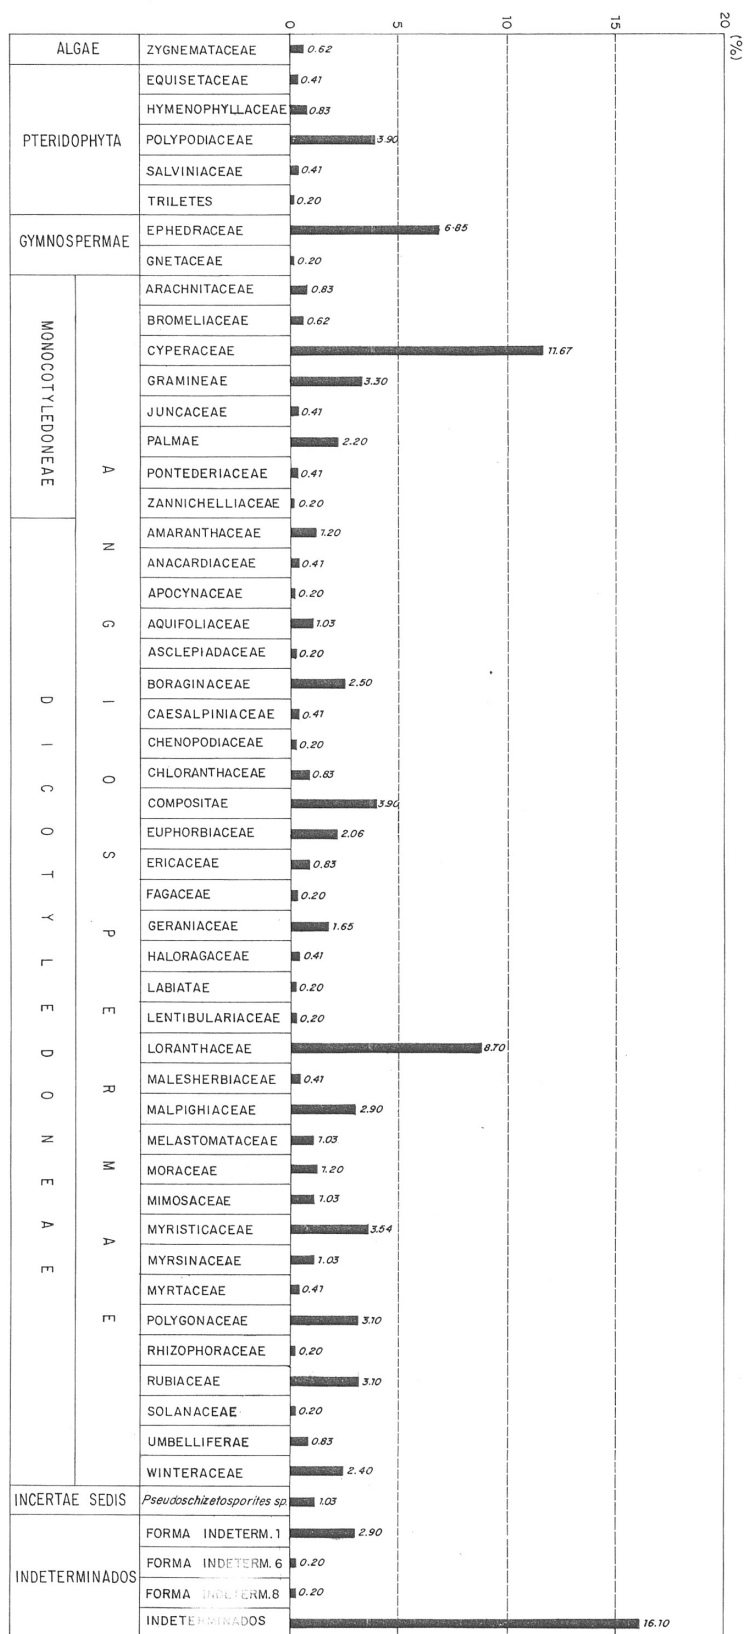 0 5 10 15 20 (%)
ALGAE ZYGNEMATACEAE 0.62
PTERIDOPHYTA
EQUISETACEAE 0.41
HYMENOPHYLLACEAE 0.83
POLYPODIACEAE 3.90
SALVINIACEAE 0.41
TRILETES 0.20
GYMNOSPERMAE
EPHEDRACEAE 6.85
GNETACEAE 0.20
ANGIOSPERMAE
MONOCOTYLEDONEAE
ARACHNITACEAE 0.83
BROMELIACEAE 0.62
CYPERACEAE 11.67
GRAMINEAE 3.30
JUNCACEAE 0.41
PALMAE 2.20
PONTEDERIACEAE 0.41
ZANNICHELLIACEAE 0.20
DICOTYLEDONEAE
AMARANTHACEAE 1.20
ANACARDIACEAE 0.41
APOCYNACEAE 0.20
AQUIFOLIACEAE 1.03
ASCLEPIADACEAE 0.20
BORAGINACEAE 2.50
CAESALPINIACEAE 0.41
CHENOPODIACEAE 0.20
CHLORANTHACEAE 0.83
COMPOSITAE 3.90
EUPHORBIACEAE 2.06
ERICACEAE 0.83
FAGACEAE 0.20
GERANIACEAE 1.65
HALORAGACEAE 0.41
LABIATAE 0.20
LENTIBULARIACEAE 0.20
LORANTHACEAE 8.70
MALESHERBIACEAE 0.41
MALPIGHIACEAE 2.90
MELASTOMATACEAE 1.03
MORACEAE 1.20
MIMOSACEAE 1.03
MYRISTICACEAE 3.54
MYRSINACEAE 1.03
MYRTACEAE 0.41
POLYGONACEAE 3.10
RHIZOPHORACEAE 0.20
RUBIACEAE 3.10
SOLANACEAE 0.20
UMBELLIFERAE 0.83
WINTERACEAE 2.40
INCERTAE SEDIS Pseudoschizetosporites sp. 1.03
INDETERMINADOS
FORMA INDETERM.1 2.90
FORMA INDETERM.6 0.20
FORMA INDETERM.8 0.20
INDETERMINADOS 16.10